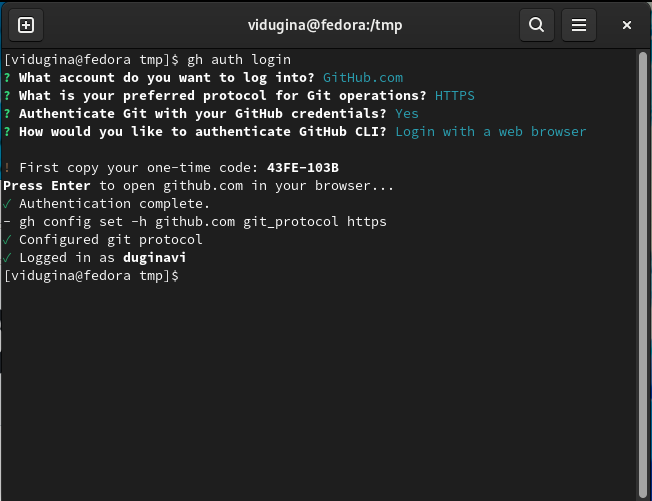 vidugina@fedora:/tmp
[vidugina@fedora tmp]$ gh auth login
? What account do you want to log into? GitHub.com
? What is your preferred protocol for Git operations? HTTPS
? Authenticate Git with your GitHub credentials? Yes
? How would you like to authenticate GitHub CLI? Login with a web browser
! First copy your one-time code: 43FE-103B
Press Enter to open github.com in your browser...
✓ Authentication complete.
- gh config set -h github.com git_protocol https
✓ Configured git protocol
✓ Logged in as duginavi
[vidugina@fedora tmp]$